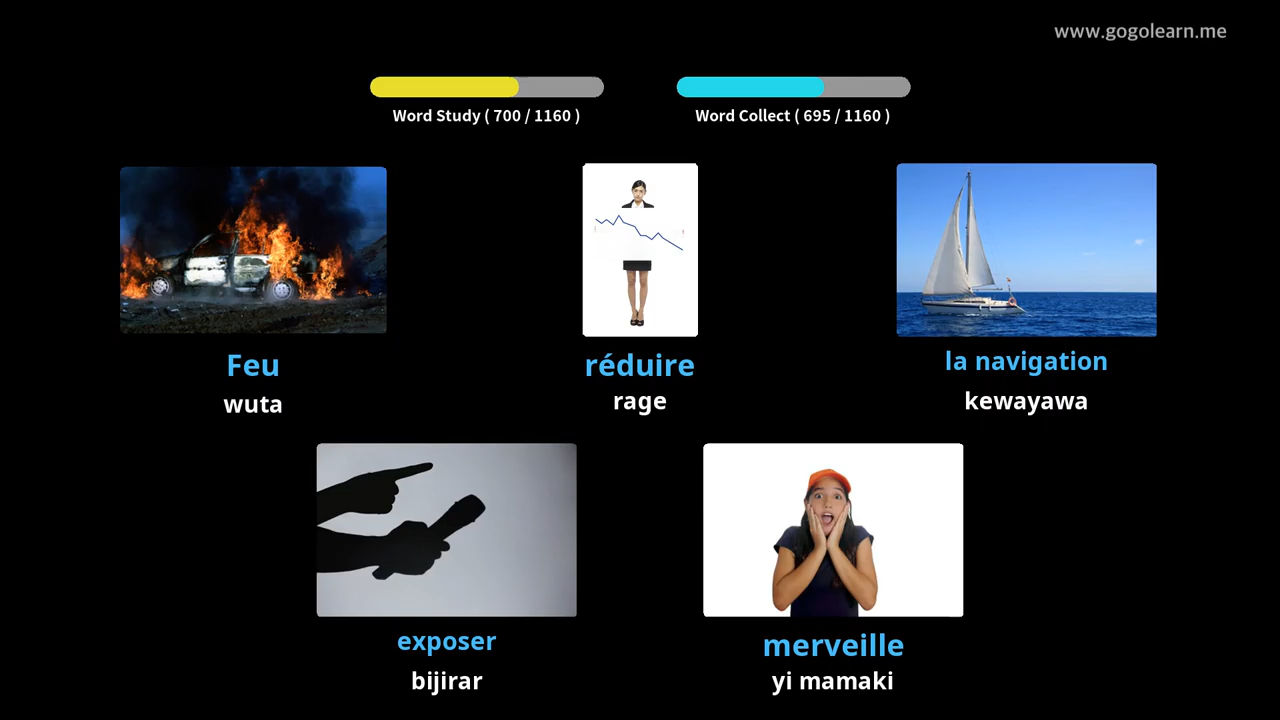 www.gogolearn.me
Word Study ( 700 / 1160 )
Word Collect ( 695 / 1160 )
Feu
wuta
réduire
rage
la navigation
kewayawa
exposer
bijirar
merveille
yi mamaki